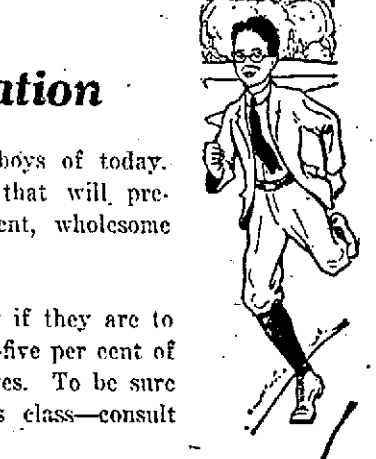 ation
boys of today.
that will pre-
ent, wholesome
if they are to
-five per cent of
es. To be sure
s class—consult